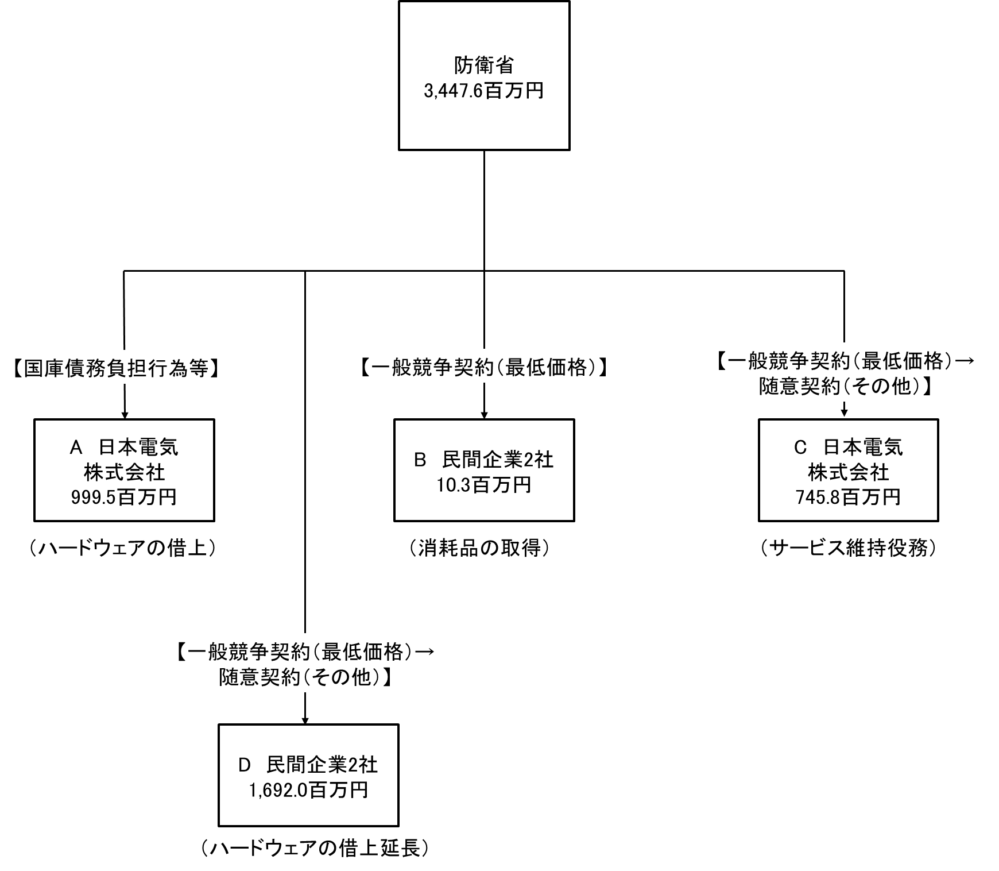 防衛省
3,447.6百万円
【国庫債務負担行為等】
A　日本電気
株式会社
999.5百万円
（ハードウェアの借上）
【一般競争契約（最低価格）】
B　民間企業2社
10.3百万円
（消耗品の取得）
【一般競争契約（最低価格）→
随意契約（その他）】
C　日本電気
株式会社
745.8百万円
（サービス維持役務）
【一般競争契約（最低価格）→
随意契約（その他）】
D　民間企業2社
1,692.0百万円
（ハードウェアの借上延長）